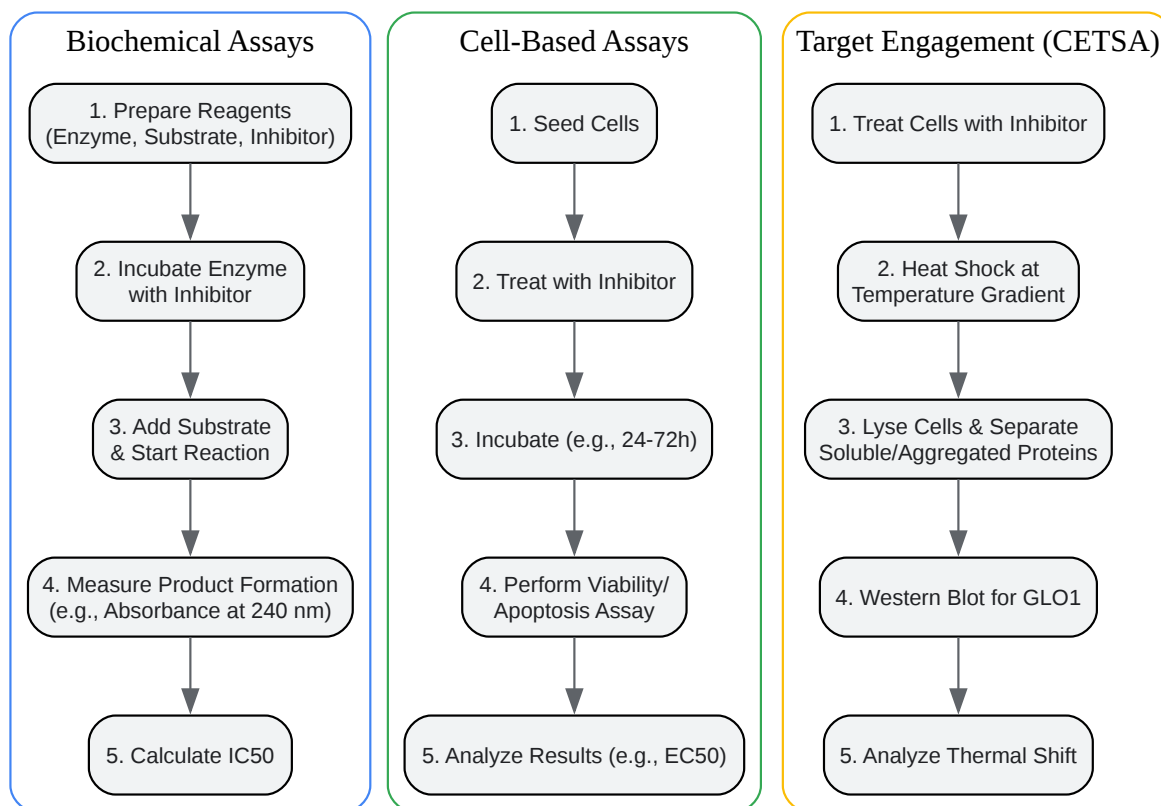 Biochemical Assays
1. Prepare Reagents
(Enzyme, Substrate, Inhibitor)
2. Incubate Enzyme
with Inhibitor
3. Add Substrate
& Start Reaction
4. Measure Product Formation
(e.g., Absorbance at 240 nm)
5. Calculate IC50
Cell-Based Assays
1. Seed Cells
2. Treat with Inhibitor
3. Incubate (e.g., 24-72h)
4. Perform Viability/
Apoptosis Assay
5. Analyze Results (e.g., EC50)
Target Engagement (CETSA)
1. Treat Cells with Inhibitor
2. Heat Shock at
Temperature Gradient
3. Lyse Cells & Separate
Soluble/Aggregated Proteins
4. Western Blot for GLO1
5. Analyze Thermal Shift